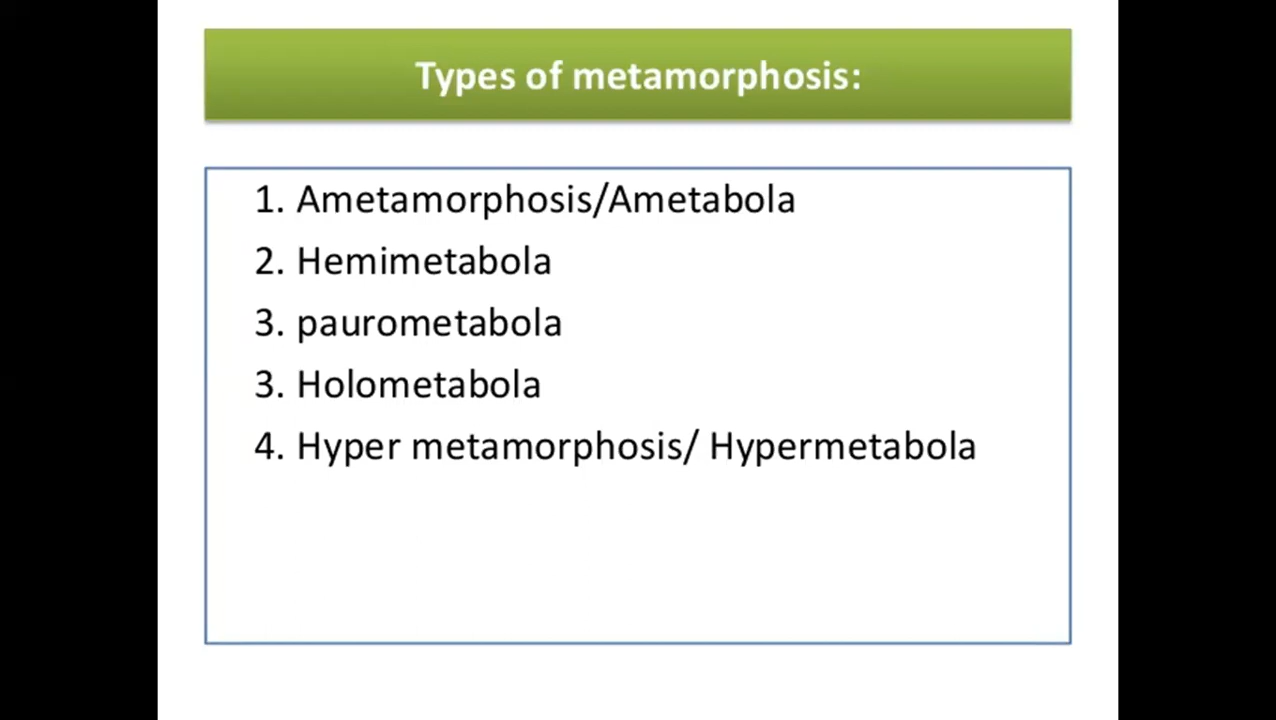 Types of metamorphosis:
1. Ametamorphosis/Ametabola
2. Hemimetabola
3. paurometabola
3. Holometabola
4. Hyper metamorphosis/ Hypermetabola